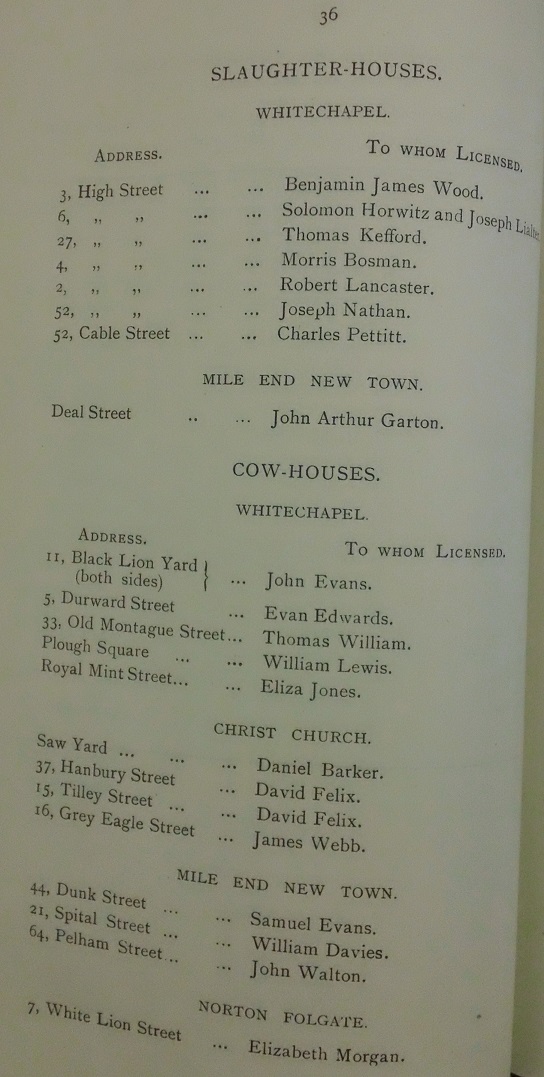 36
SLAUGHTER-HOUSES.
WHITECHAPEL.
ADDRESS. TO WHOM LICENSED.
3, High Street ... ... Benjamin James Wood.
6, ,, ,, ... ... Solomon Horwitz and Joseph
27, ,, ,, ... ... Thomas Kefford.
4, ,, ,, ... ... Morris Bosman.
2, ,, ,, ... ... Robert Lancaster.
52, ,, ,, ... ... Joseph Nathan.
52, Cable Street ... ... Charles Pettitt.
MILE END NEW TOWN.
Deal Street .. ... John Arthur Garton.
COW-HOUSES.
WHITECHAPEL.
ADDRESS. TO WHOM LICENSED.
11, Black Lion Yard
(both sides) } ... John Evans.
5, Durward Street ... Evan Edwards.
33, Old Montague Street... Thomas William.
Plough Square ... ... William Lewis.
Royal Mint Street... ... Eliza Jones.
CHRIST CHURCH.
Saw Yard ... ... ... Daniel Barker.
37, Hanbury Street ... David Felix.
15, Tilley Street ... ... David Felix.
16, Grey Eagle Street ... James Webb.
MILE END NEW TOWN.
44, Dunk Street ... ... Samuel Evans.
21, Spital Street ... ... William Davies.
64, Pelham Street... ... John Walton.
NORTON FOLGATE.
7, White Lion Street ... Elizabeth Morgan.